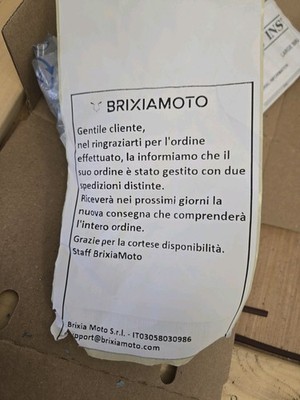 BRIXIAMOTO
Gentile cliente,
nel ringraziarti per l'ordine
effettuato, la informiamo che il
suo ordine è stato gestito con due
spedizioni distinte.
Riceverà nei prossimi giorni la
nuova consegna che comprenderà
l'intero ordine.
Grazie per la cortese disponibilità.
Staff BrixiaMoto
Brixia Moto S.r.l. - IT03058030986
upport@brixiamoto.com